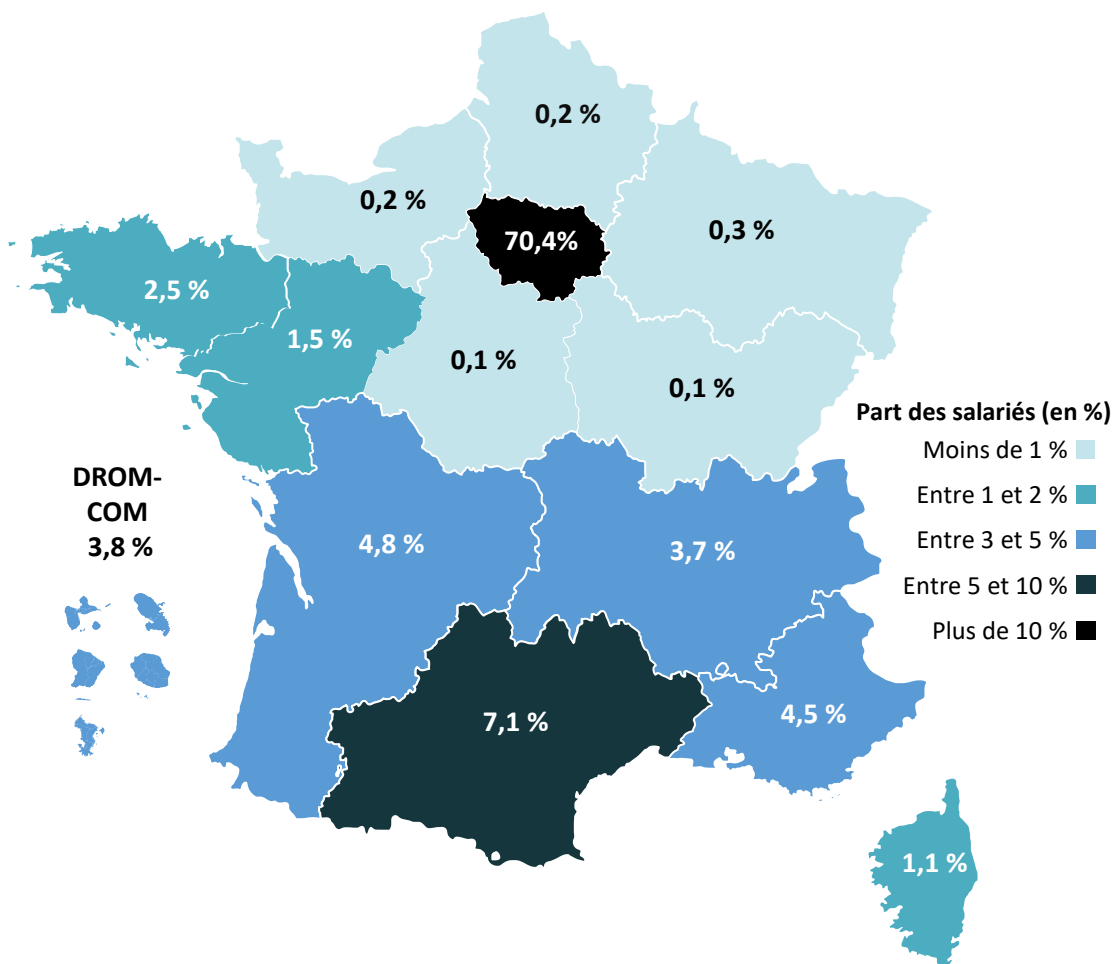 0,2 %
0,2 %
0,3 %
70,4%
2,5 %
1,5 %
0,1 %
0,1 %
Part des salariés (en %)
Moins de 1 %
Entre 1 et 2 %
Entre 3 et 5 %
Entre 5 et 10 %
Plus de 10 %
DROM-
COM
3,8 %
4,8 %
3,7 %
7,1 %
4,5 %
1,1 %